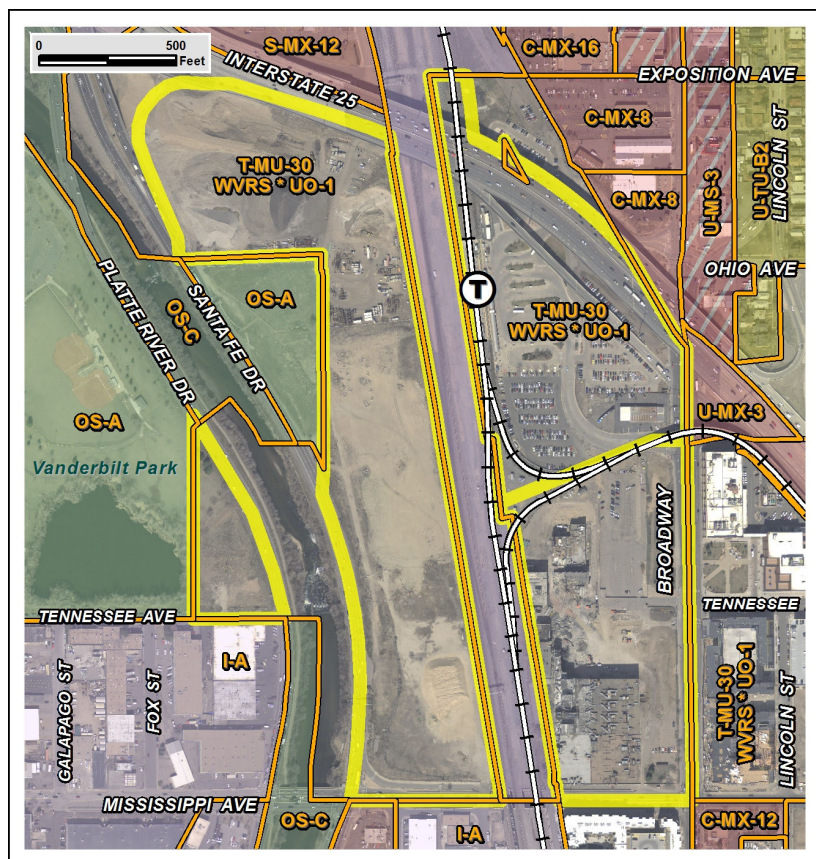 0 500
Feet
INTERSTATE 25
S-MX-12
C-MX-16
EXPOSITION AVE
C-MX-8
T-MU-30
WVRS * UO-1
C-MX-8
U-MS-3
U-TU-B2
LINCOLN ST
OHIO AVE
PLATTE RIVER DR
OS-C
SANTA FE DR
OS-A
T
T-MU-30
WVRS * UO-1
OS-A
U-MX-3
Vanderbilt Park
BROADWAY
TENNESSEE AVE
TENNESSEE
I-A
GALAPAGO ST
FOX ST
T-MU-30
WVRS * UO-1
LINCOLN ST
MISSISSIPPI AVE
OS-C
I-A
C-MX-12